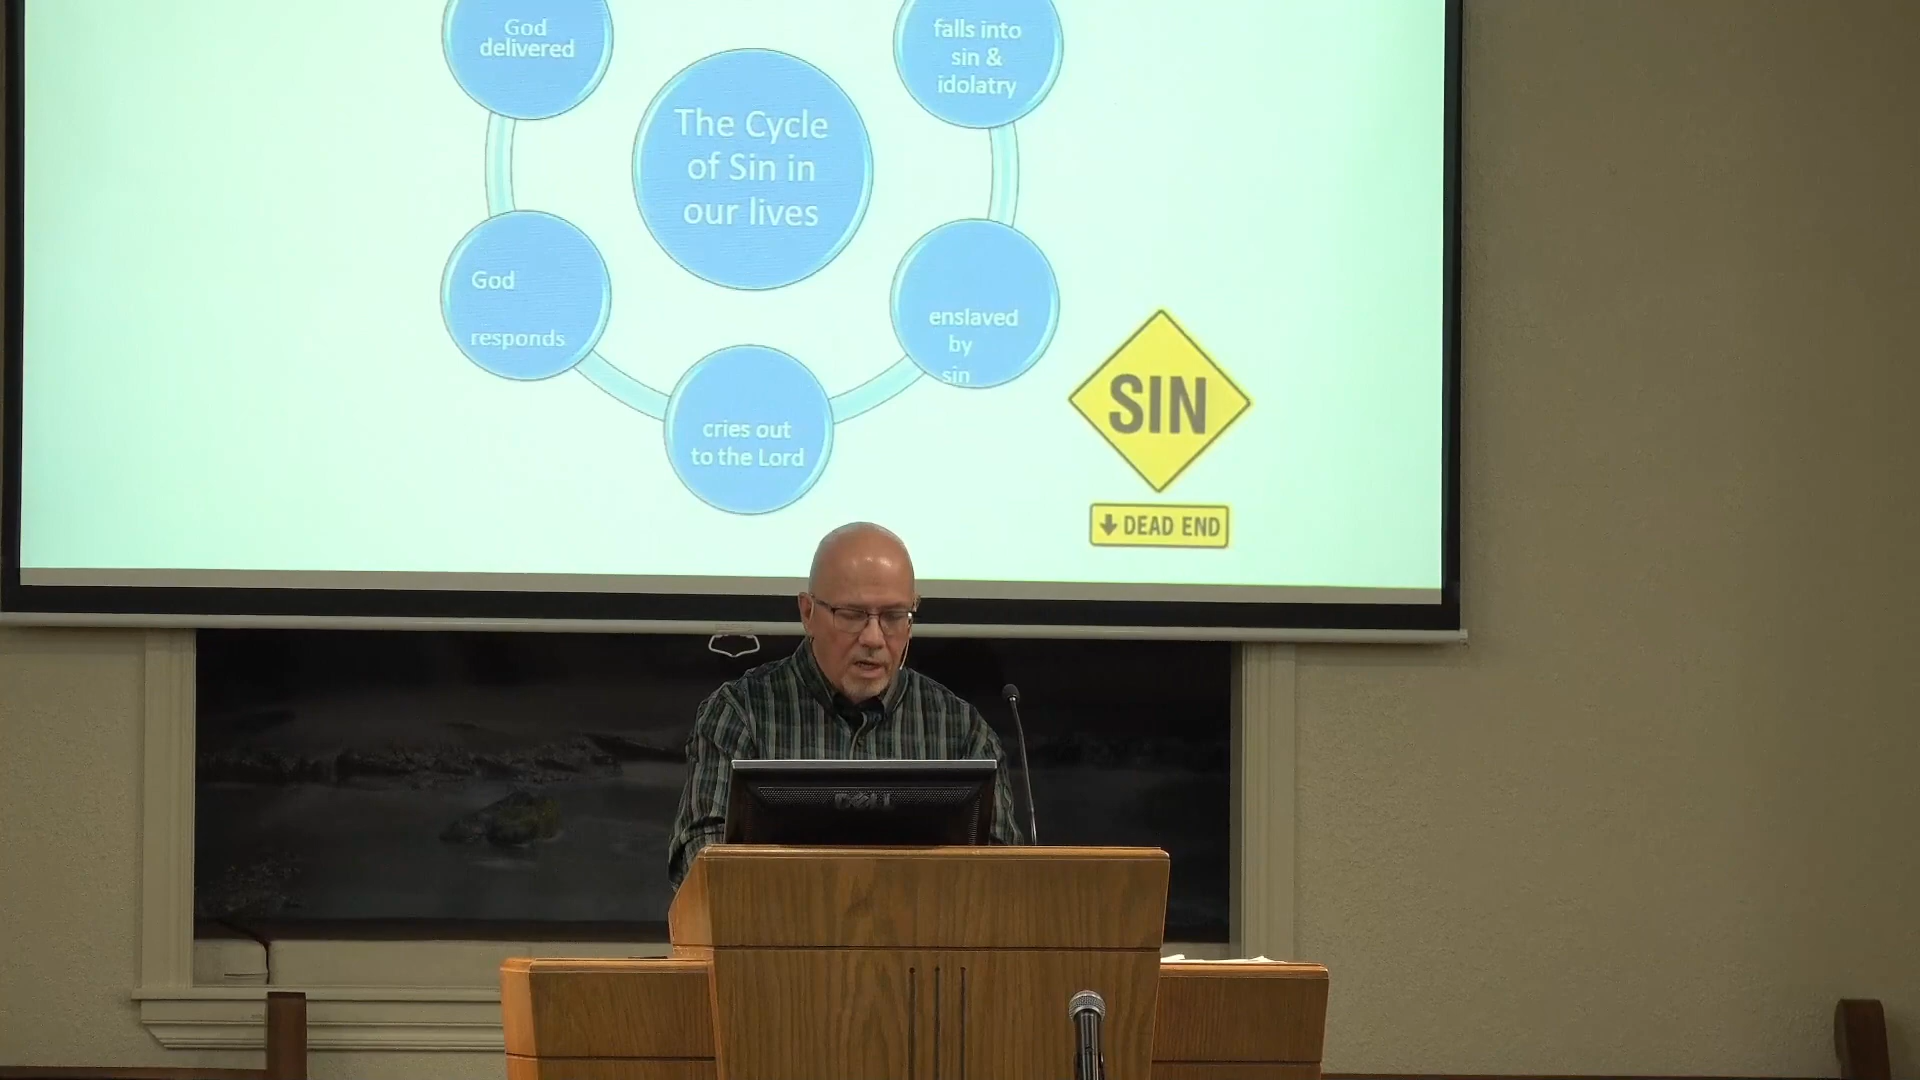 God
delivered
falls into
sin &
idolatry
The Cycle
of Sin in
our lives
God
responds
enslaved
by
sin
cries out
to the Lord
SIN
DEAD END
DELL